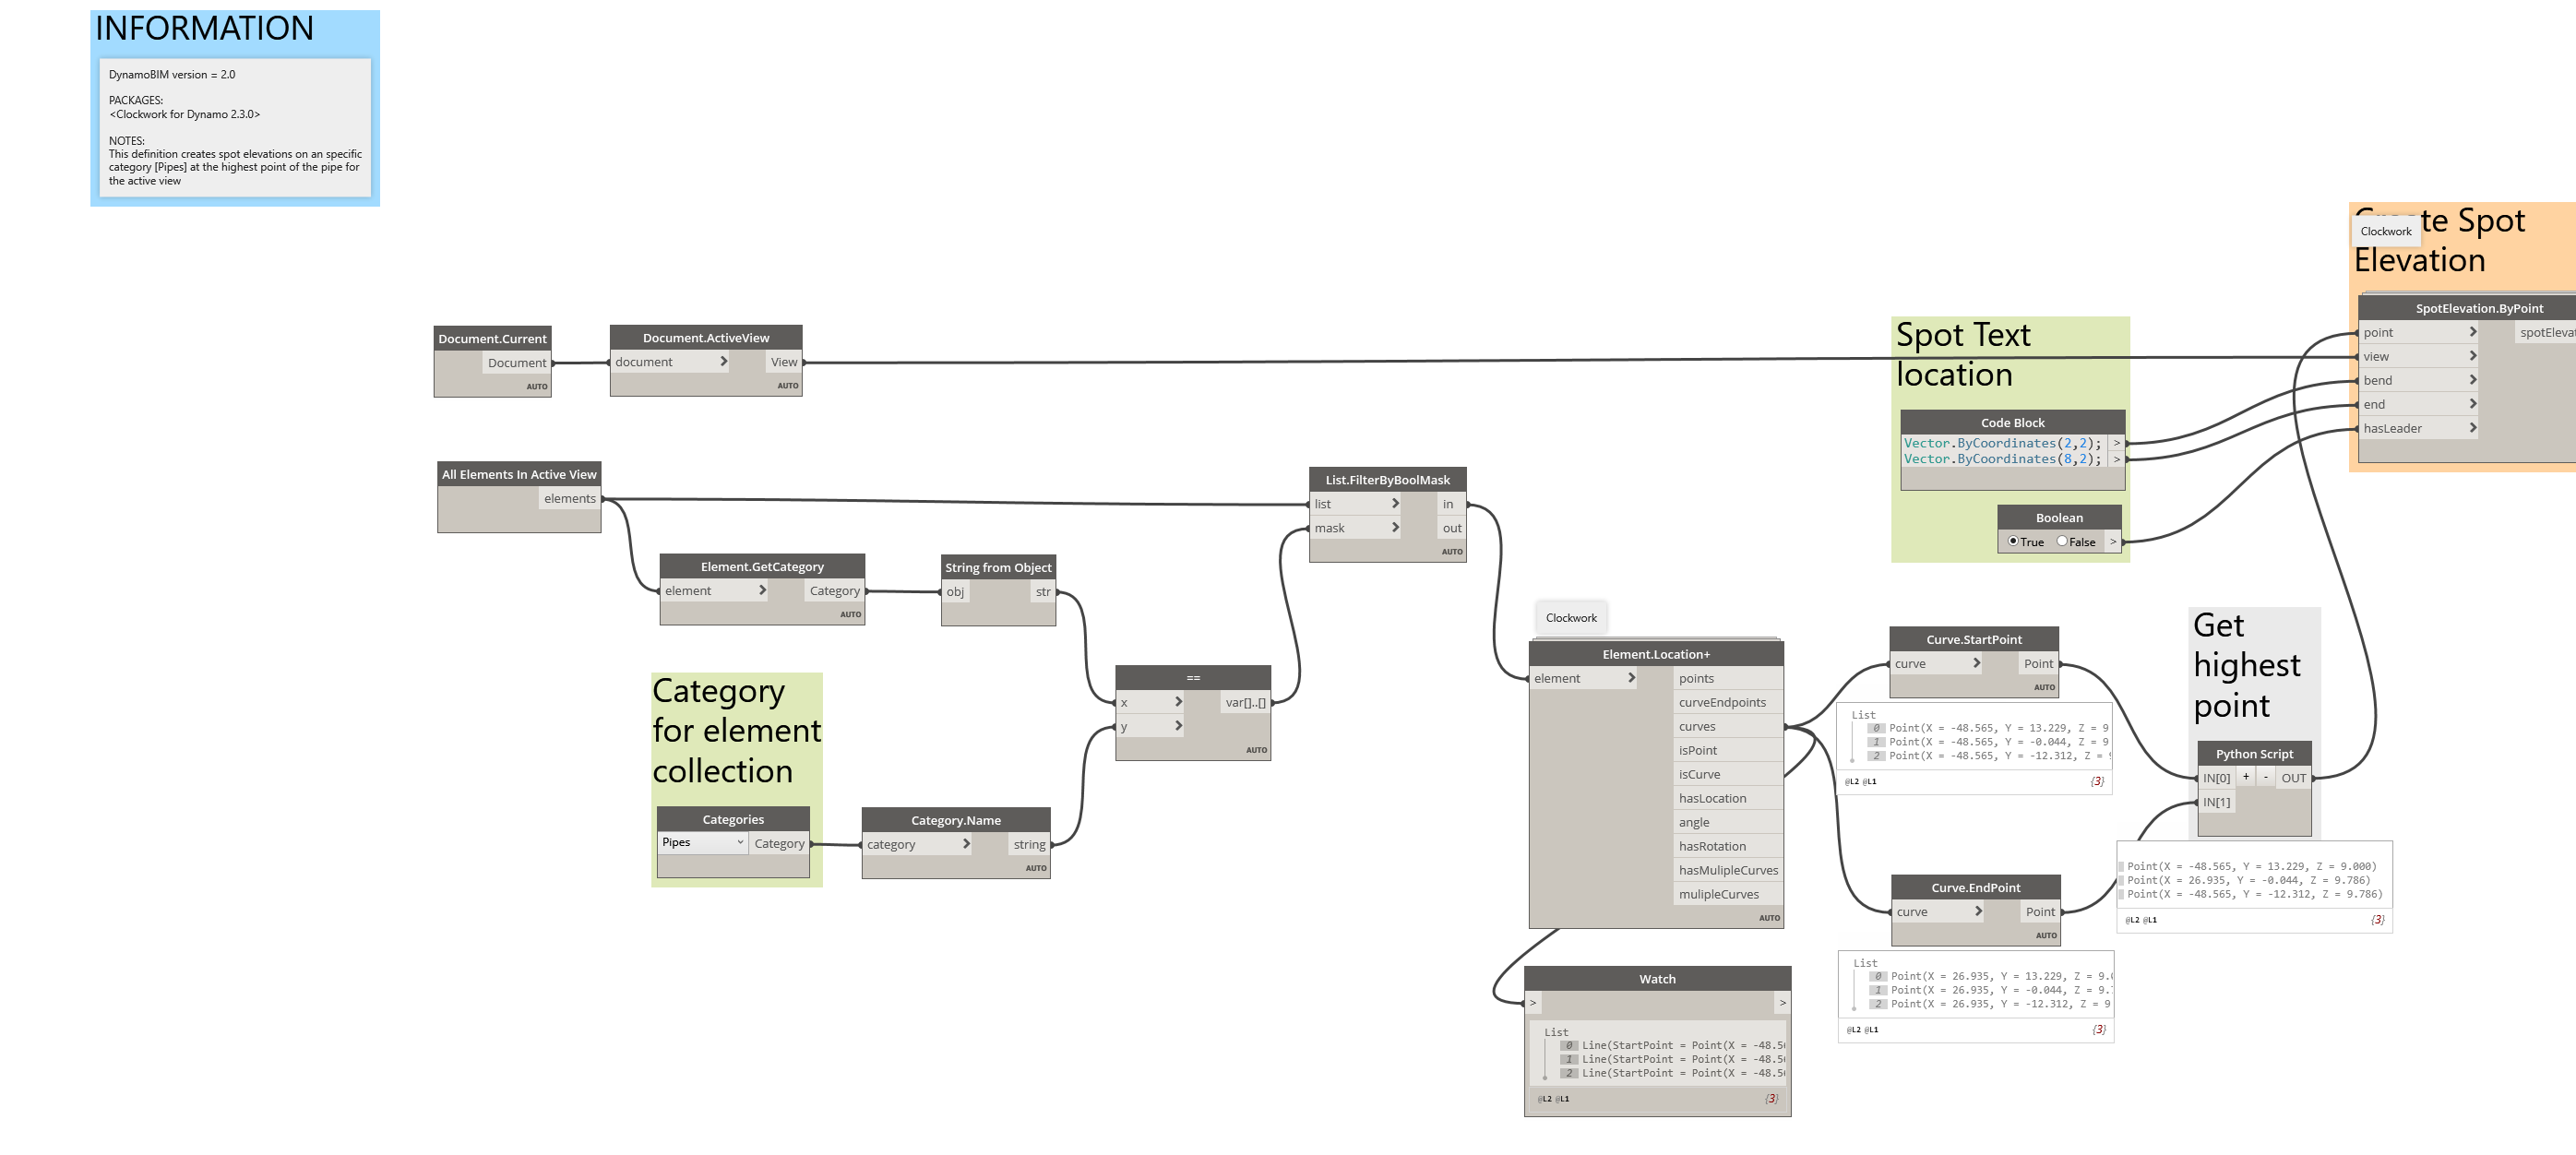 INFORMATION
DynamoBIM version = 2.0
PACKAGES:
<Clockwork for Dynamo 2.3.0>
NOTES:
This definition creates spot elevations on an specific
category [Pipes] at the highest point of the pipe for
the active view
Document.Current
Document
AUTO
Document.ActiveView
document > View
AUTO
All Elements In Active View
elements
Element.GetCategory
element > Category
AUTO
String from Object
obj str
Category
for element
collection
Categories
Pipes Category
Category.Name
category > string
AUTO
==
x > var[]..[]
y >
AUTO
List.FilterByBoolMask
list > in
mask > out
AUTO
Clockwork
Element.Location+
element > points
curveEndpoints
curves
isPoint
isCurve
hasLocation
angle
hasRotation
hasMulipleCurves
mulipleCurves
AUTO
Watch
> >
List
0 Line(StartPoint = Point(X = -48.5
1 Line(StartPoint = Point(X = -48.5
2 Line(StartPoint = Point(X = -48.5
@L2 @L1 {3}
Spot Text
location
Code Block
Vector.ByCoordinates(2,2); >
Vector.ByCoordinates(8,2); >
Boolean
True False >
Curve.StartPoint
curve > Point
AUTO
List
0 Point(X = -48.565, Y = 13.229, Z = 9
1 Point(X = -48.565, Y = -0.044, Z = 9
2 Point(X = -48.565, Y = -12.312, Z =
@L2 @L1 {3}
Curve.EndPoint
curve > Point
AUTO
List
0 Point(X = 26.935, Y = 13.229, Z = 9.
1 Point(X = 26.935, Y = -0.044, Z = 9.
2 Point(X = 26.935, Y = -12.312, Z = 9
@L2 @L1 {3}
Get
highest
point
Python Script
IN[0] + - OUT
IN[1]
Point(X = -48.565, Y = 13.229, Z = 9.000)
Point(X = 26.935, Y = -0.044, Z = 9.786)
Point(X = -48.565, Y = -12.312, Z = 9.786)
@L2 @L1 {3}
te Spot
Elevation
Clockwork
SpotElevation.ByPoint
point > spotEleva
view >
bend >
end >
hasLeader >